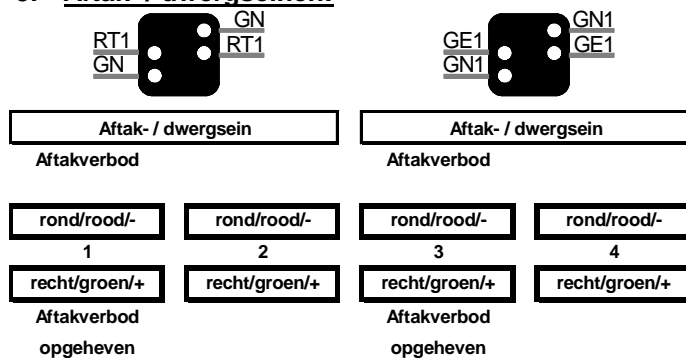 Aftak-/dwergseinen:
GN GN1
RT1 RT1 GE1 GE1
GN GN1
Aftak- / dwergsein Aftak- / dwergsein
Aftakverbod Aftakverbod
rond/rood/- rond/rood/- rond/rood/- rond/rood/-
1 2 3 4
recht/groen/+ recht/groen/+ recht/groen/+ recht/groen/+
Aftakverbod Aftakverbod
opgeheven opgeheven